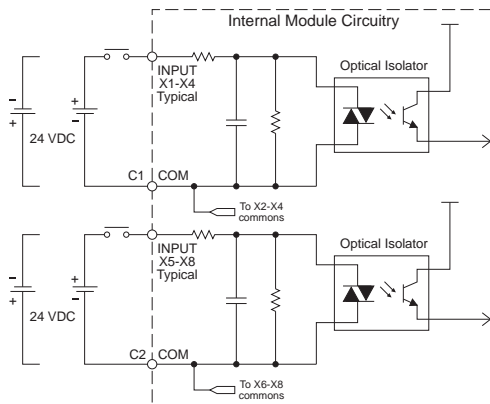 Internal Module Circuitry
Optical Isolator
INPUT
X1-X4
Typical
-
+
+
-
24 VDC
C1
COM
To X2-X4
commons
Optical Isolator
INPUT
X5-X8
Typical
-
+
+
-
24 VDC
C2
COM
To X6-X8
commons